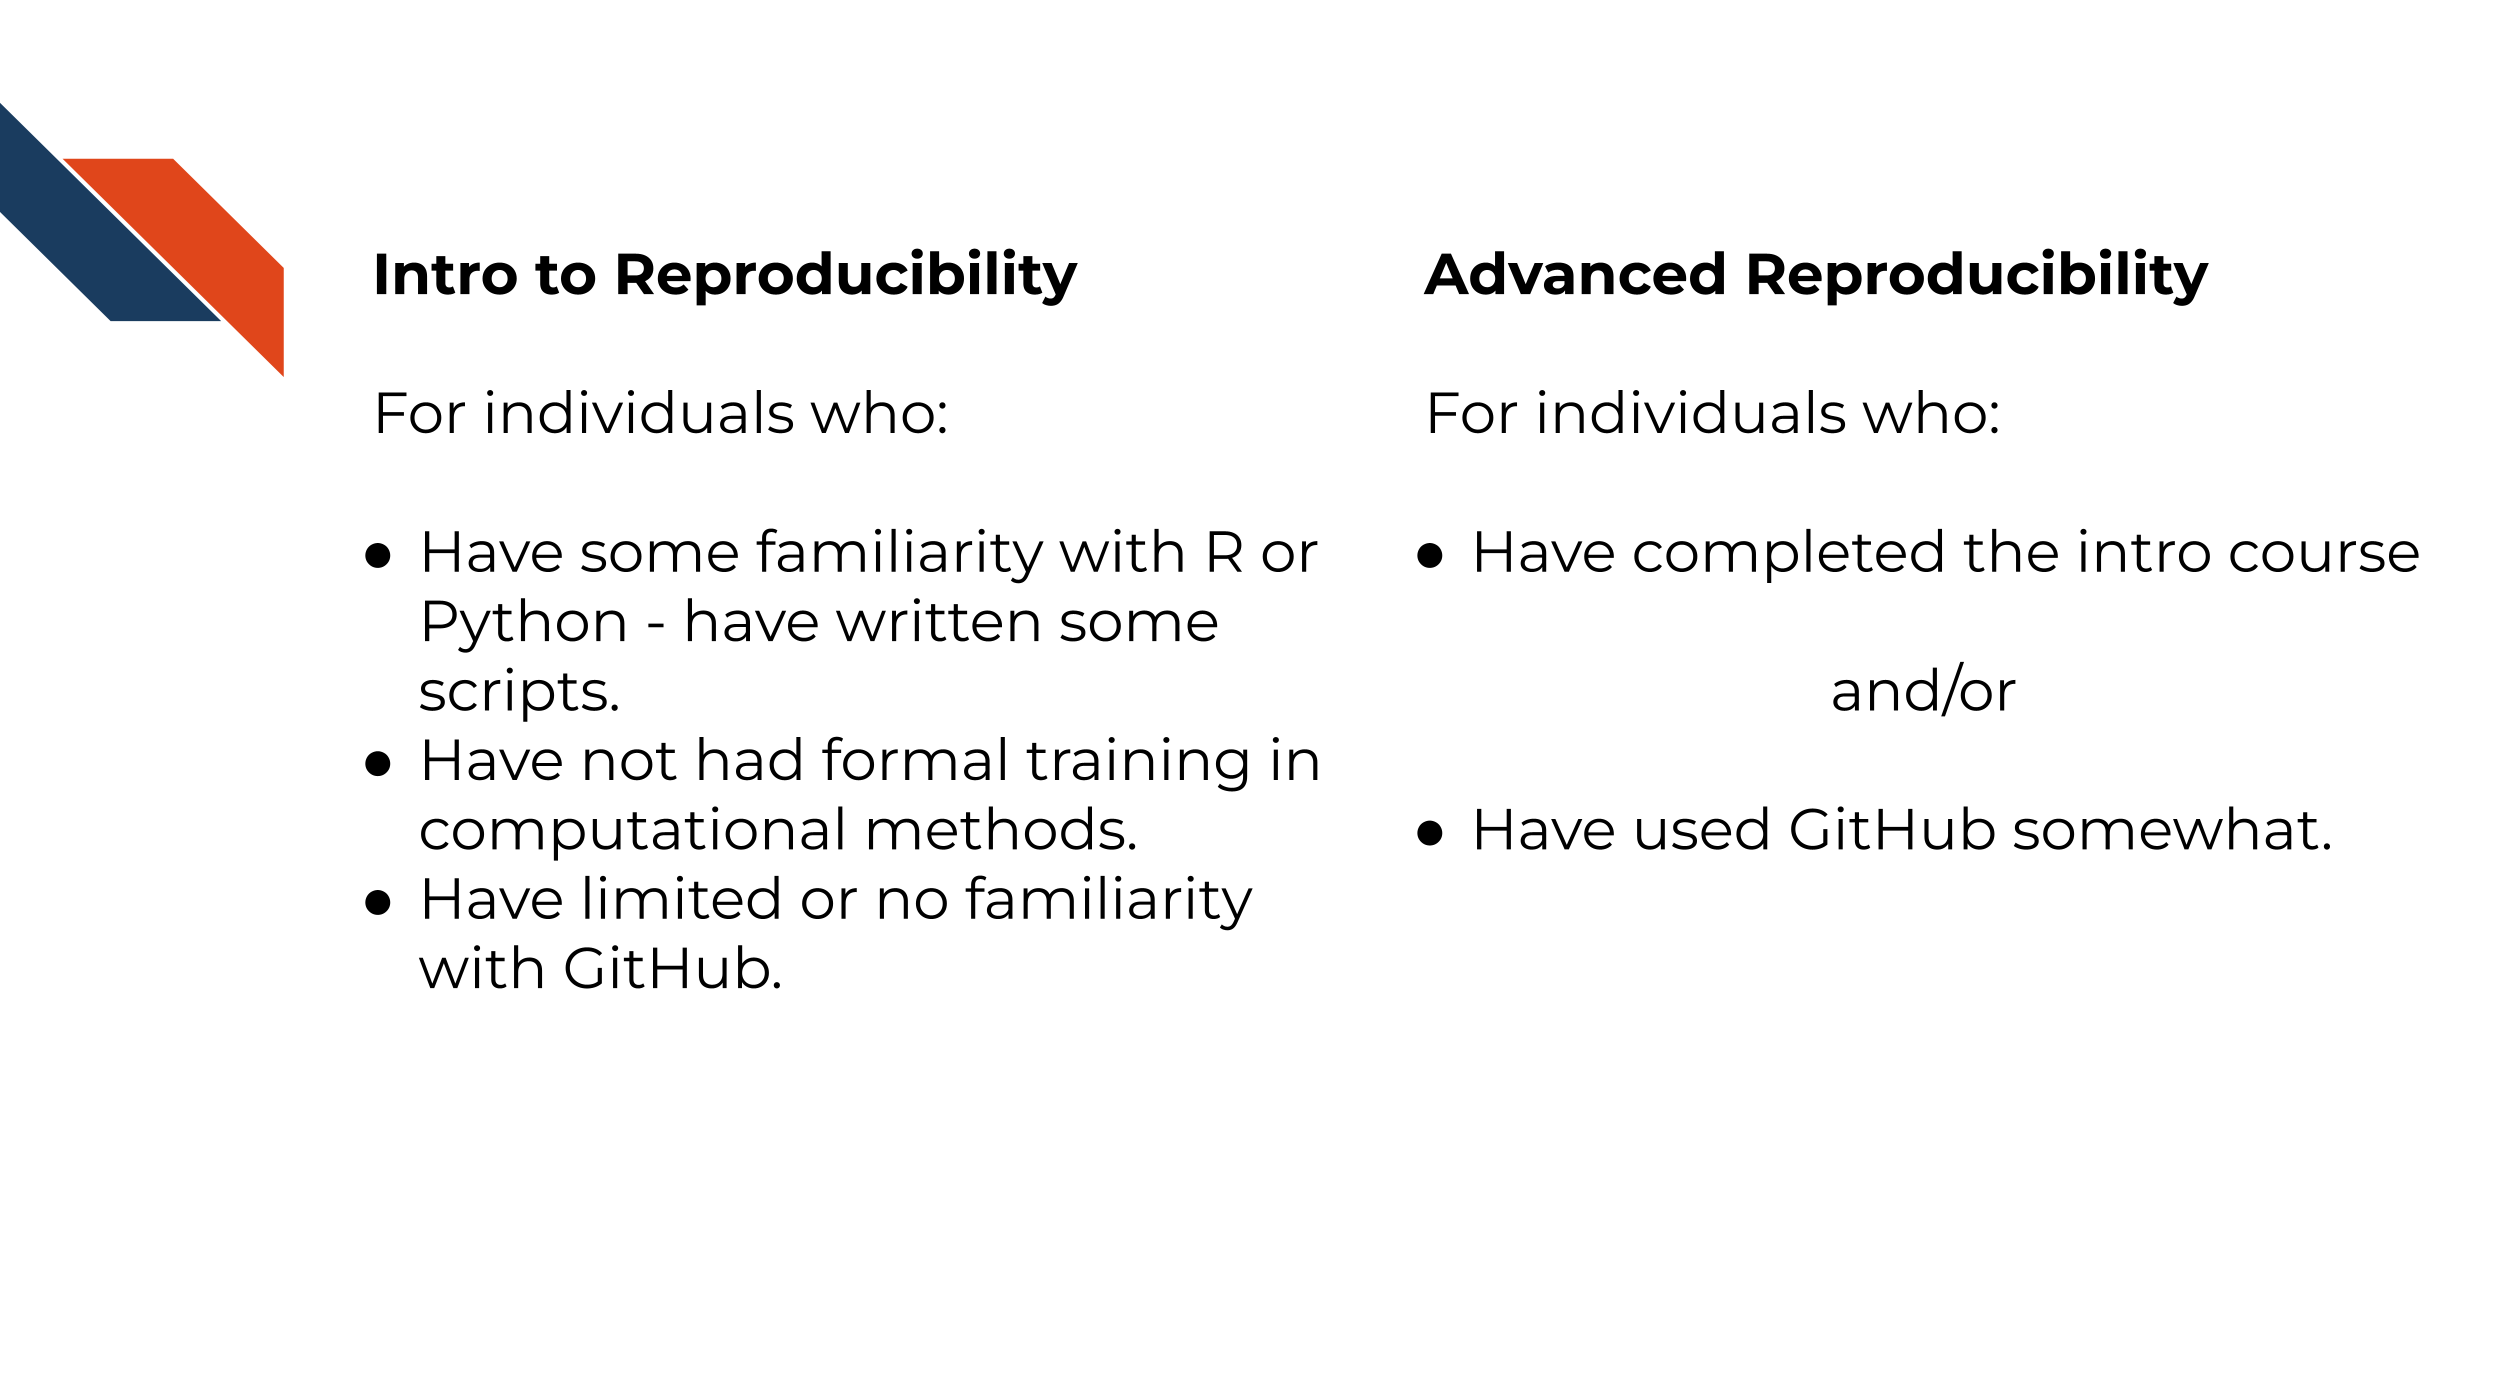 Intro to Reproducibility
For individuals who:
● Have some familiarity with R or
Python - have written some
scripts.
● Have not had formal training in
computational methods.
● Have limited or no familiarity
with GitHub.
Advanced Reproducibility
For individuals who:
● Have completed the intro course
and/or
● Have used GitHub somewhat.